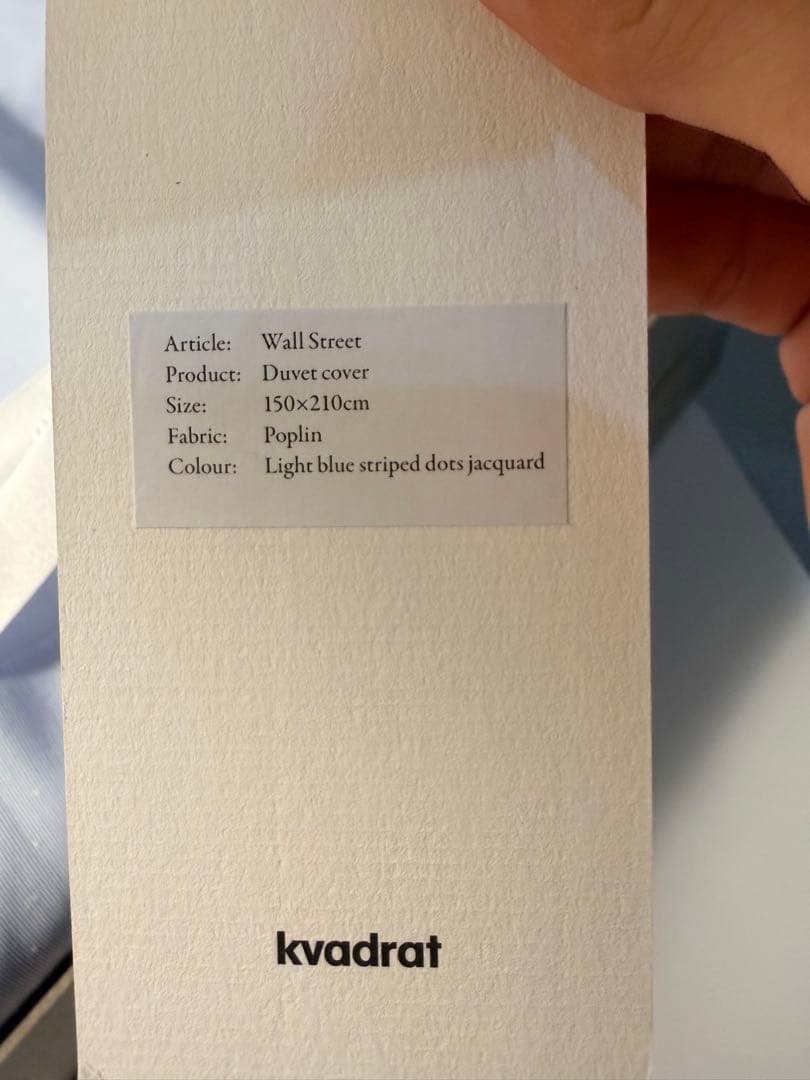 Article: Wall Street
Product: Duvet cover
Size: 150×210cm
Fabric: Poplin
Colour: Light blue striped dots jacquard
kvadrat